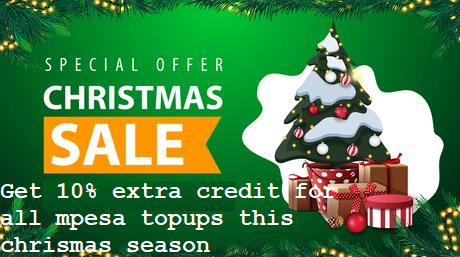 SPECIAL OFFER
CHRISTMAS
SALE
Get 10% extra credit for
all mpesa topups this
chrismas season